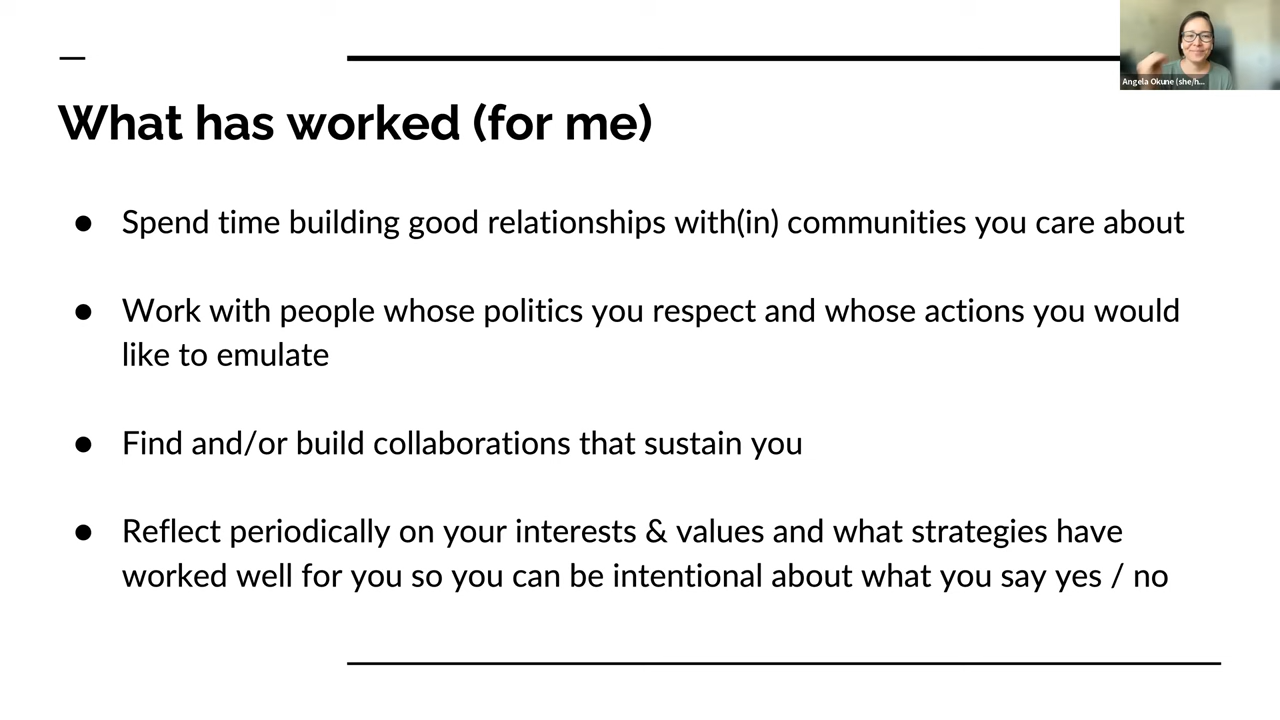 Angela Okune (she/h...
What has worked (for me)
● Spend time building good relationships with(in) communities you care about
● Work with people whose politics you respect and whose actions you would
like to emulate
● Find and/or build collaborations that sustain you
● Reflect periodically on your interests & values and what strategies have
worked well for you so you can be intentional about what you say yes / no